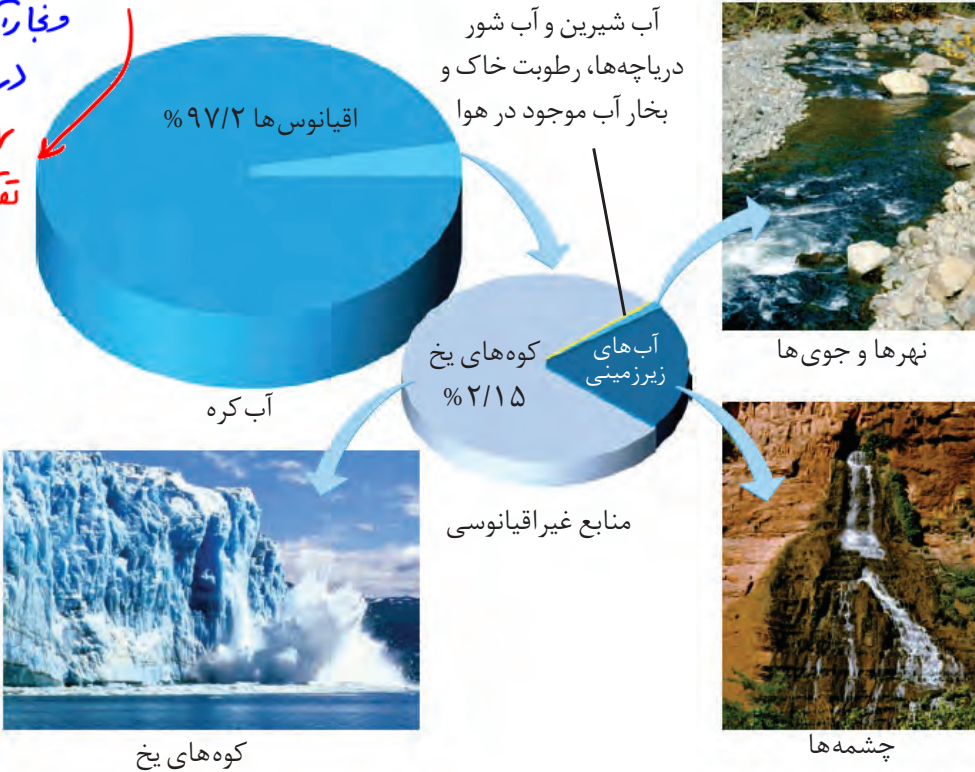 آب شیرین و آب شور
دریاچه‌ها، رطوبت خاک و
بخار آب موجود در هوا
اقیانوس‌ها ۹۷/۲%
آب کره
کوه‌های یخ
۲/۱۵%
آب‌های
زیرزمینی
منابع غیراقیانوسی
نهرها و جوی‌ها
چشمه‌ها
کوه‌های یخ